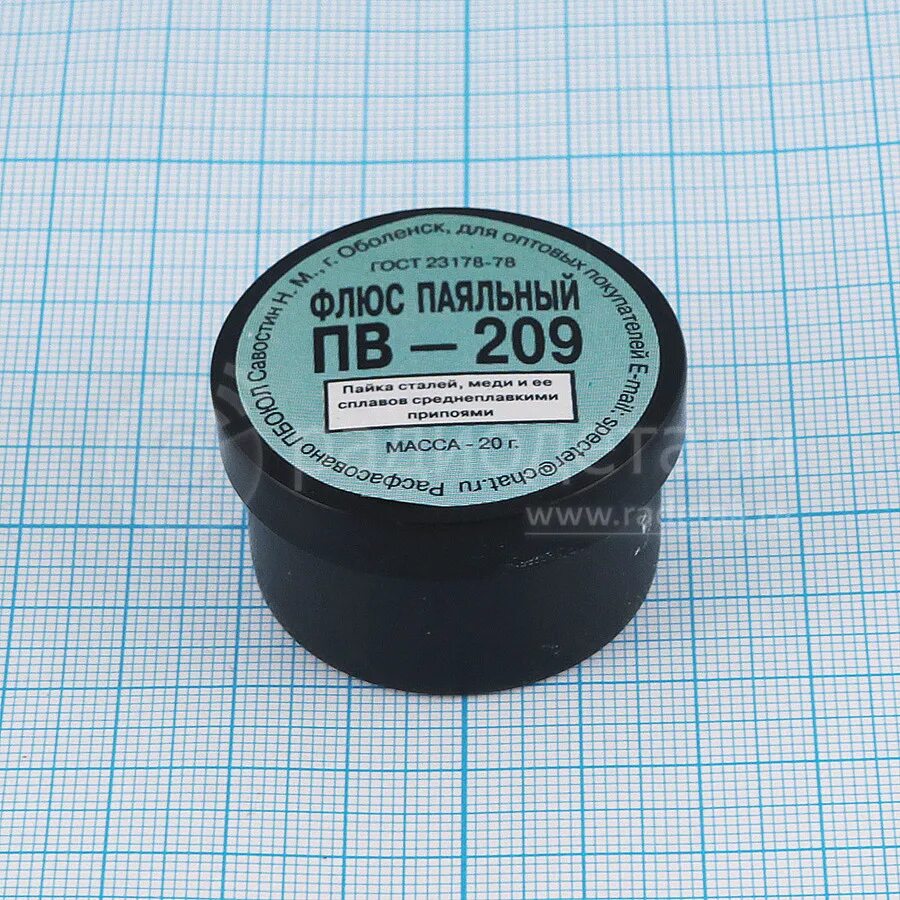 Расфасовано ПБОЮЛ Савостин Н. М., г. Оболенск, для оптовых покупателей E-mail: specter@chat.ru
ГОСТ 23178-78
ФЛЮС ПАЯЛЬНЫЙ
ПВ — 209
Пайка сталей, меди и ее
сплавов среднеплавкими
припоями
МАССА - 20 г.